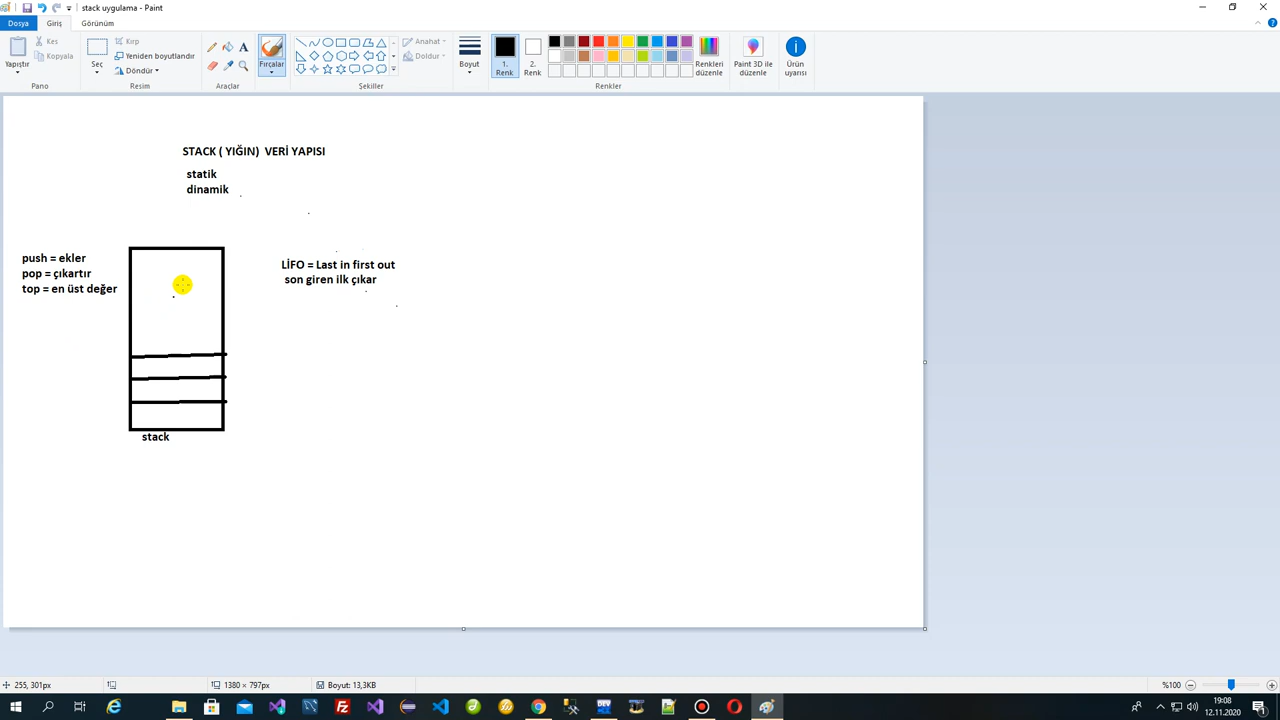 stack uygulama - Paint
Dosya
Giriş
Görünüm
Yapıştır
Kes
Kopyala
Pano
Seç
Kırp
Yeniden boyutlandır
Döndür
Resim
A
Araçlar
Fırçalar
Anahat
Doldur
Şekiller
Boyut
1.
Renk
2.
Renk
Renkleri
düzenle
Paint 3D ile
düzenle
Ürün
uyarısı
Renkler
STACK ( YIĞIN) VERİ YAPISI
statik
dinamik
push = ekler
pop = çıkartır
top = en üst değer
LİFO = Last in first out
son giren ilk çıkar
stack
255, 301px
1380 × 797px
Boyut: 13,3KB
%100
19:08
12.11.2020